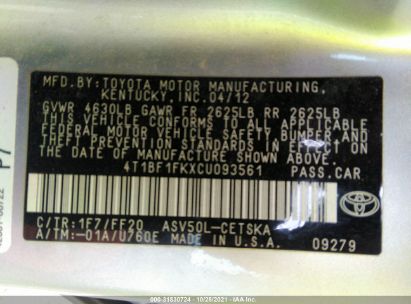 MFD. BY: TOYOTA MOTOR MANUFACTURING,
KENTUCKY, INC. 04/12
GVWR 4630LB GAWR FR 2625LB RR 2625LB
THIS VEHICLE CONFORMS TO ALL APPLICABLE
FEDERAL MOTOR VEHICLE SAFETY, BUMPER, AND
THEFT PREVENTION STANDARDS IN EFFECT ON
THE DATE OF MANUFACTURE SHOWN ABOVE.
4T1BF1FKXCU093561 PASS.CAR
C/TR:1F7/FF20 ASV50L-CETSKA
A/TM:-01A/U760E MADE IN U.S.A.
TOYOTA
09279
P7
© 31830724 10/25/2021 © IAA